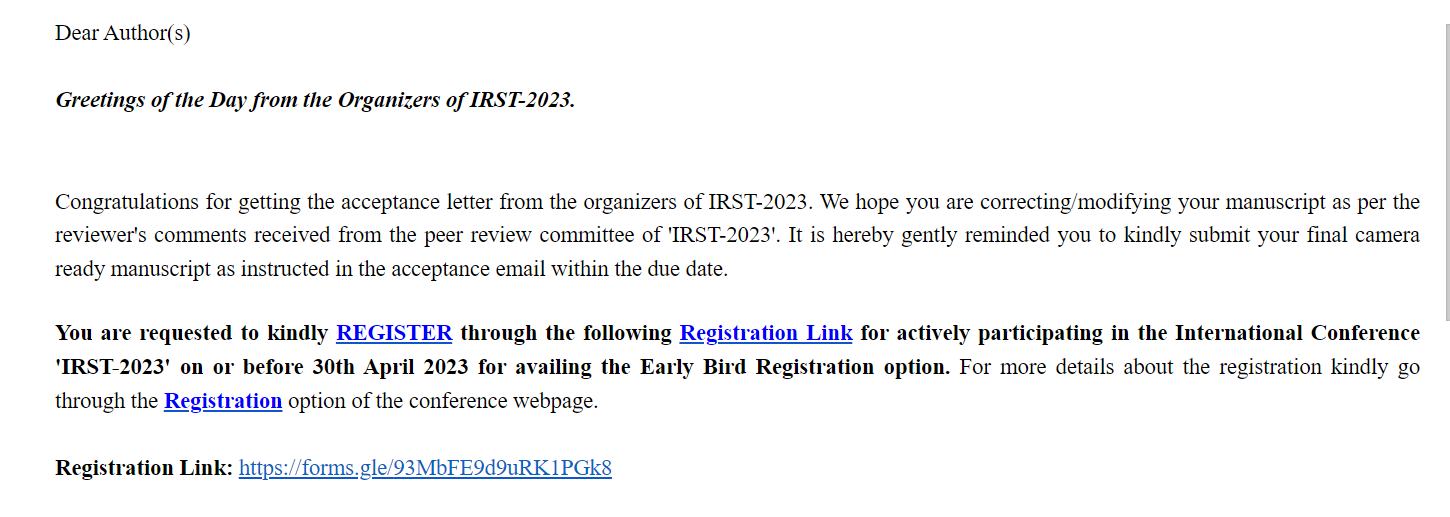 Dear Author(s)
Greetings of the Day from the Organizers of IRST-2023.
Congratulations for getting the acceptance letter from the organizers of IRST-2023. We hope you are correcting/modifying your manuscript as per the
reviewer's comments received from the peer review committee of 'IRST-2023'. It is hereby gently reminded you to kindly submit your final camera
ready manuscript as instructed in the acceptance email within the due date.
You are requested to kindly REGISTER through the following Registration Link for actively participating in the International Conference
'IRST-2023' on or before 30th April 2023 for availing the Early Bird Registration option. For more details about the registration kindly go
through the Registration option of the conference webpage.
Registration Link: https://forms.gle/93MbFE9d9uRK1PGk8